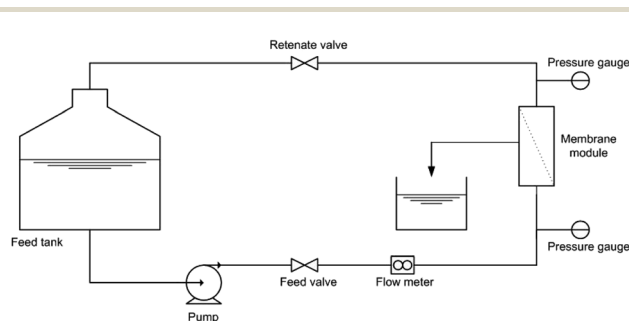 Retenate valve
Pressure gauge
Membrane
module
Feed tank
Pressure gauge
Feed valve
Flow meter
Pump